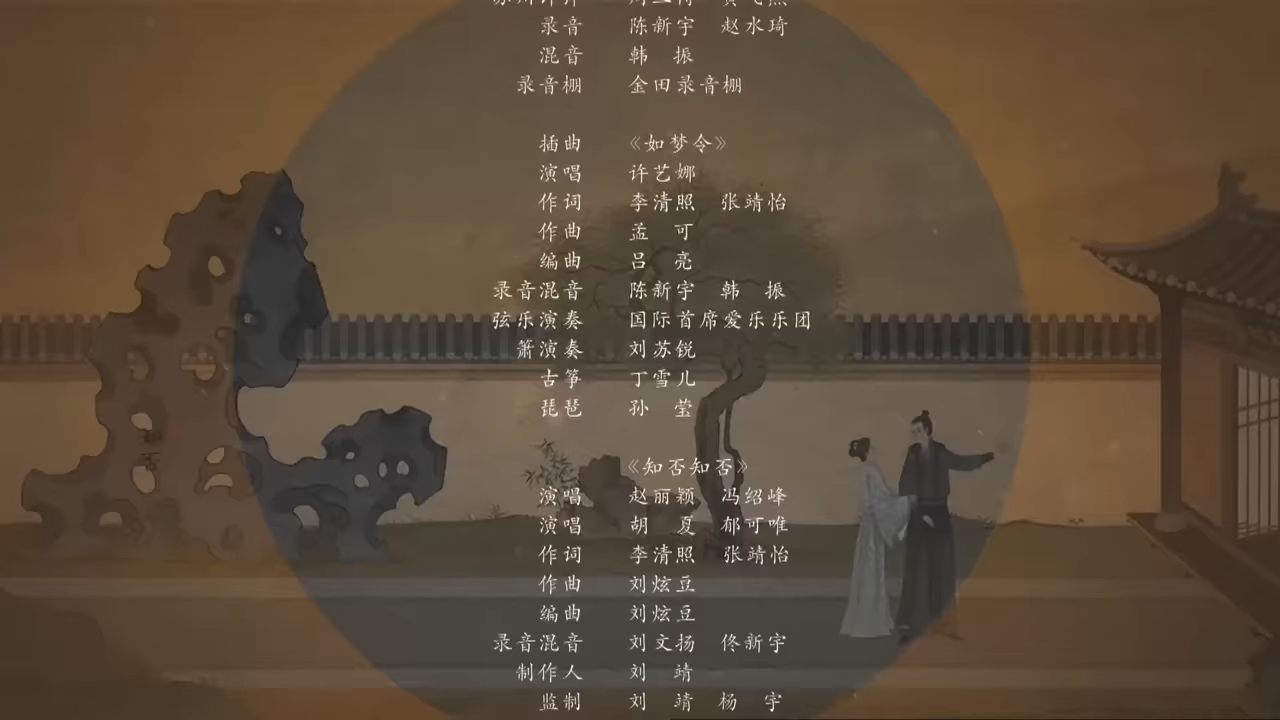 录音 陈新宇 赵水琦
混音 韩 振
录音棚 金田录音棚
插曲 《如梦令》
演唱 许艺娜
作词 李清照 张靖怡
作曲 孟 可
编曲 吕 亮
录音混音 陈新宇 韩 振
弦乐演奏 国际首席爱乐乐团
箫演奏 刘苏锐
古筝 丁雪儿
琵琶 孙 莹
《知否知否》
演唱 赵丽颖 冯绍峰
演唱 胡 夏 郁可唯
作词 李清照 张靖怡
作曲 刘炫豆
编曲 刘炫豆
录音混音 刘文扬 佟新宇
制作人 刘 靖
监制 刘 靖 杨 宇